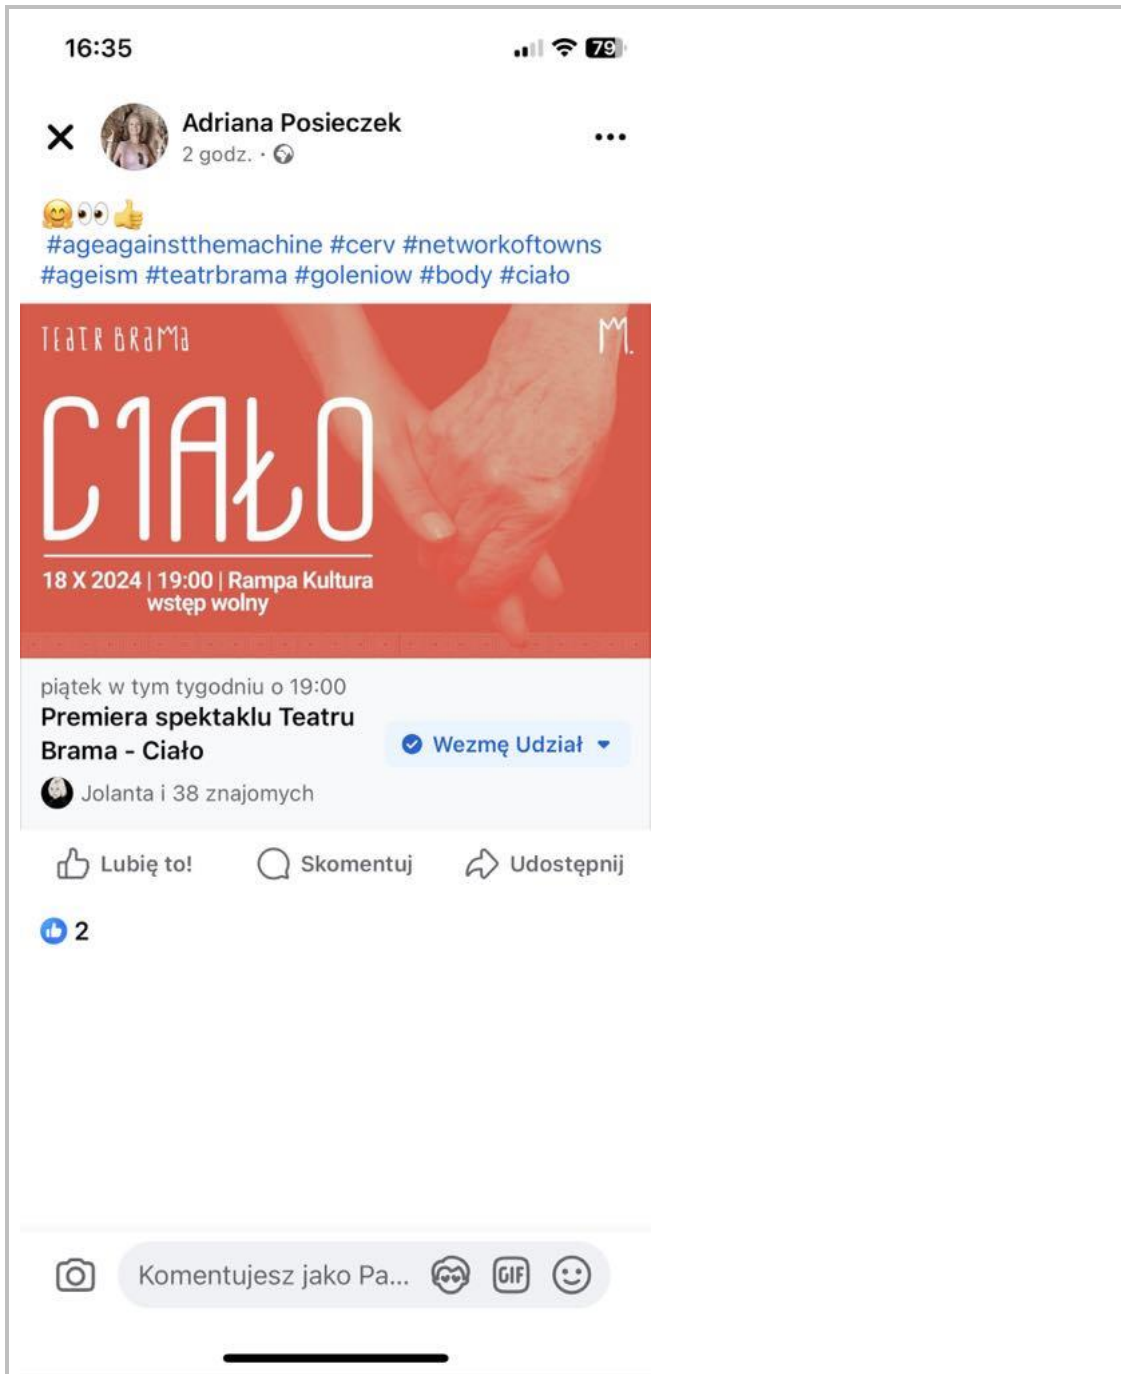 16:35
79
Adriana Posieczek
2 godz. ·
#ageagainstthemachine #cerv #networkoftowns
#ageism #teatrbrama #goleniow #body #ciało
TEATR BRAMA
M.
C1AŁO
18 X 2024 | 19:00 | Rampa Kultura
wstęp wolny
piątek w tym tygodniu o 19:00
Premiera spektaklu Teatru
Brama - Ciało
Wezmę Udział
Jolanta i 38 znajomych
Lubię to!
Skomentuj
Udostępnij
2
Komentujesz jako Pa...
GIF